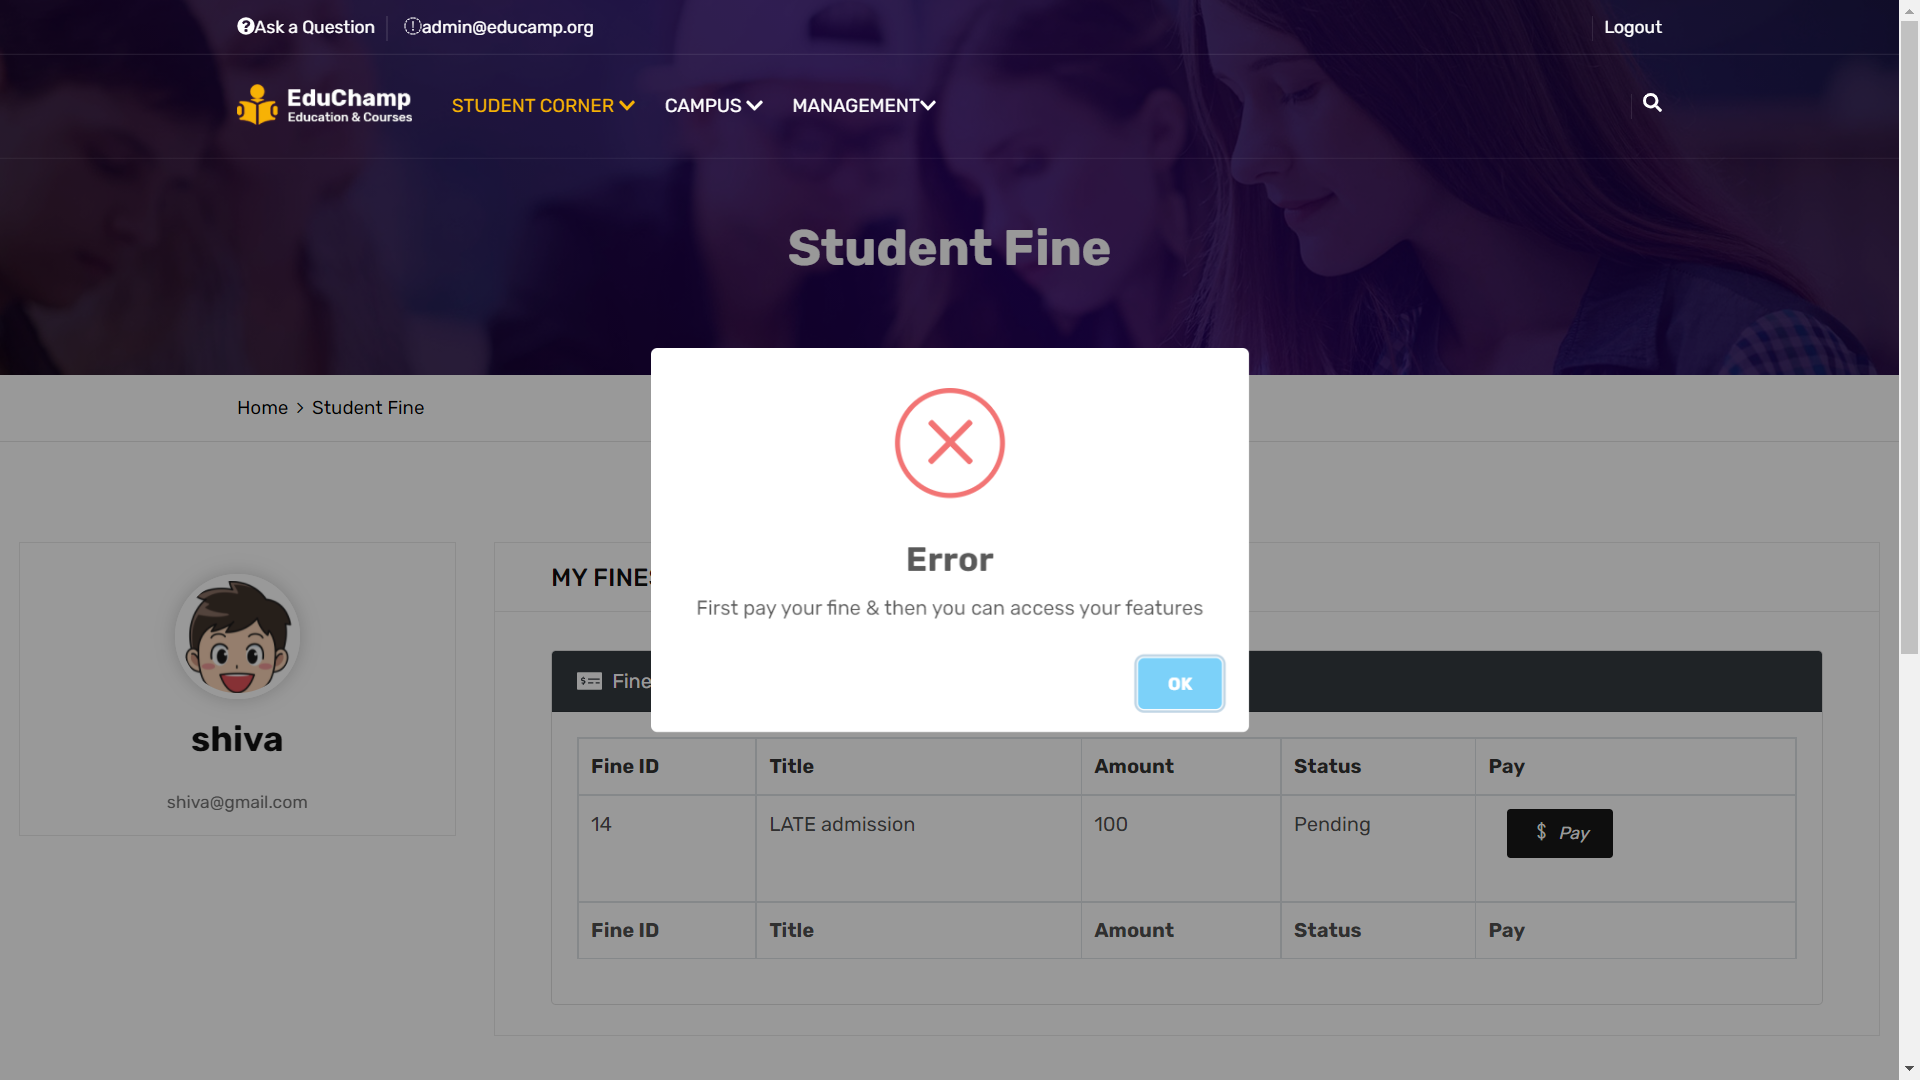 Ask a Question
admin@educamp.org
Logout
EduChamp
Education & Courses
STUDENT CORNER
CAMPUS
MANAGEMENT
Student Fine
Home > Student Fine
Error
First pay your fine & then you can access your features
OK
shiva
shiva@gmail.com
MY FINES
Fine
Fine ID Title Amount Status Pay
14 LATE admission 100 Pending $ Pay
Fine ID Title Amount Status Pay